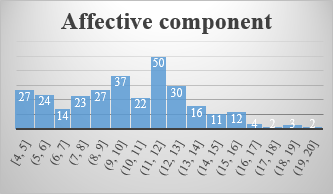 Affective component
27 24 14 23 27 37 22 50 30 16 11 12 4 2 3 2
[4, 5] (5, 6] (6, 7] (7, 8] (8, 9] (9, 10] (10, 11] (11, 12] (12, 13] (13, 14] (14, 15] (15, 16] (16, 17] (17, 18] (18, 19] (19, 20]